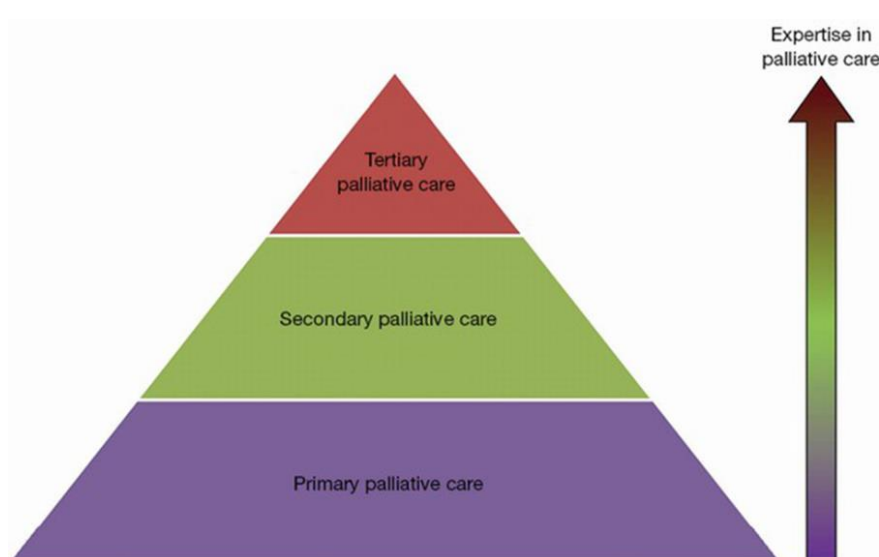 Expertise in
palliative care
Tertiary
palliative care
Secondary palliative care
Primary palliative care